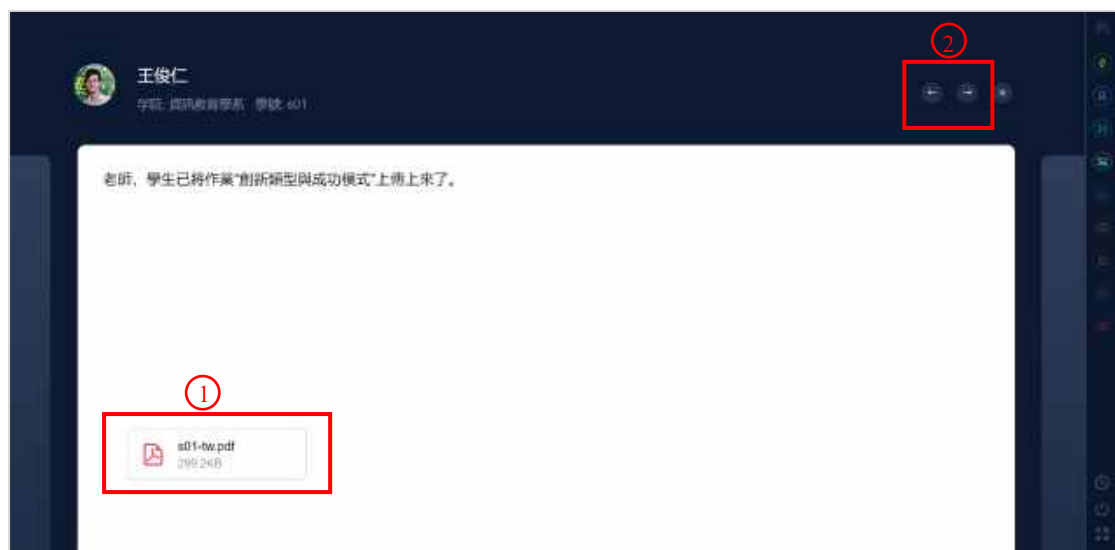 ②
王俊仁
学院: 資訊教育學系 學號: s01
老師，學生已將作業"創新類型與成功模式"上傳上來了。
①
s01-tw.pdf
299.2KB